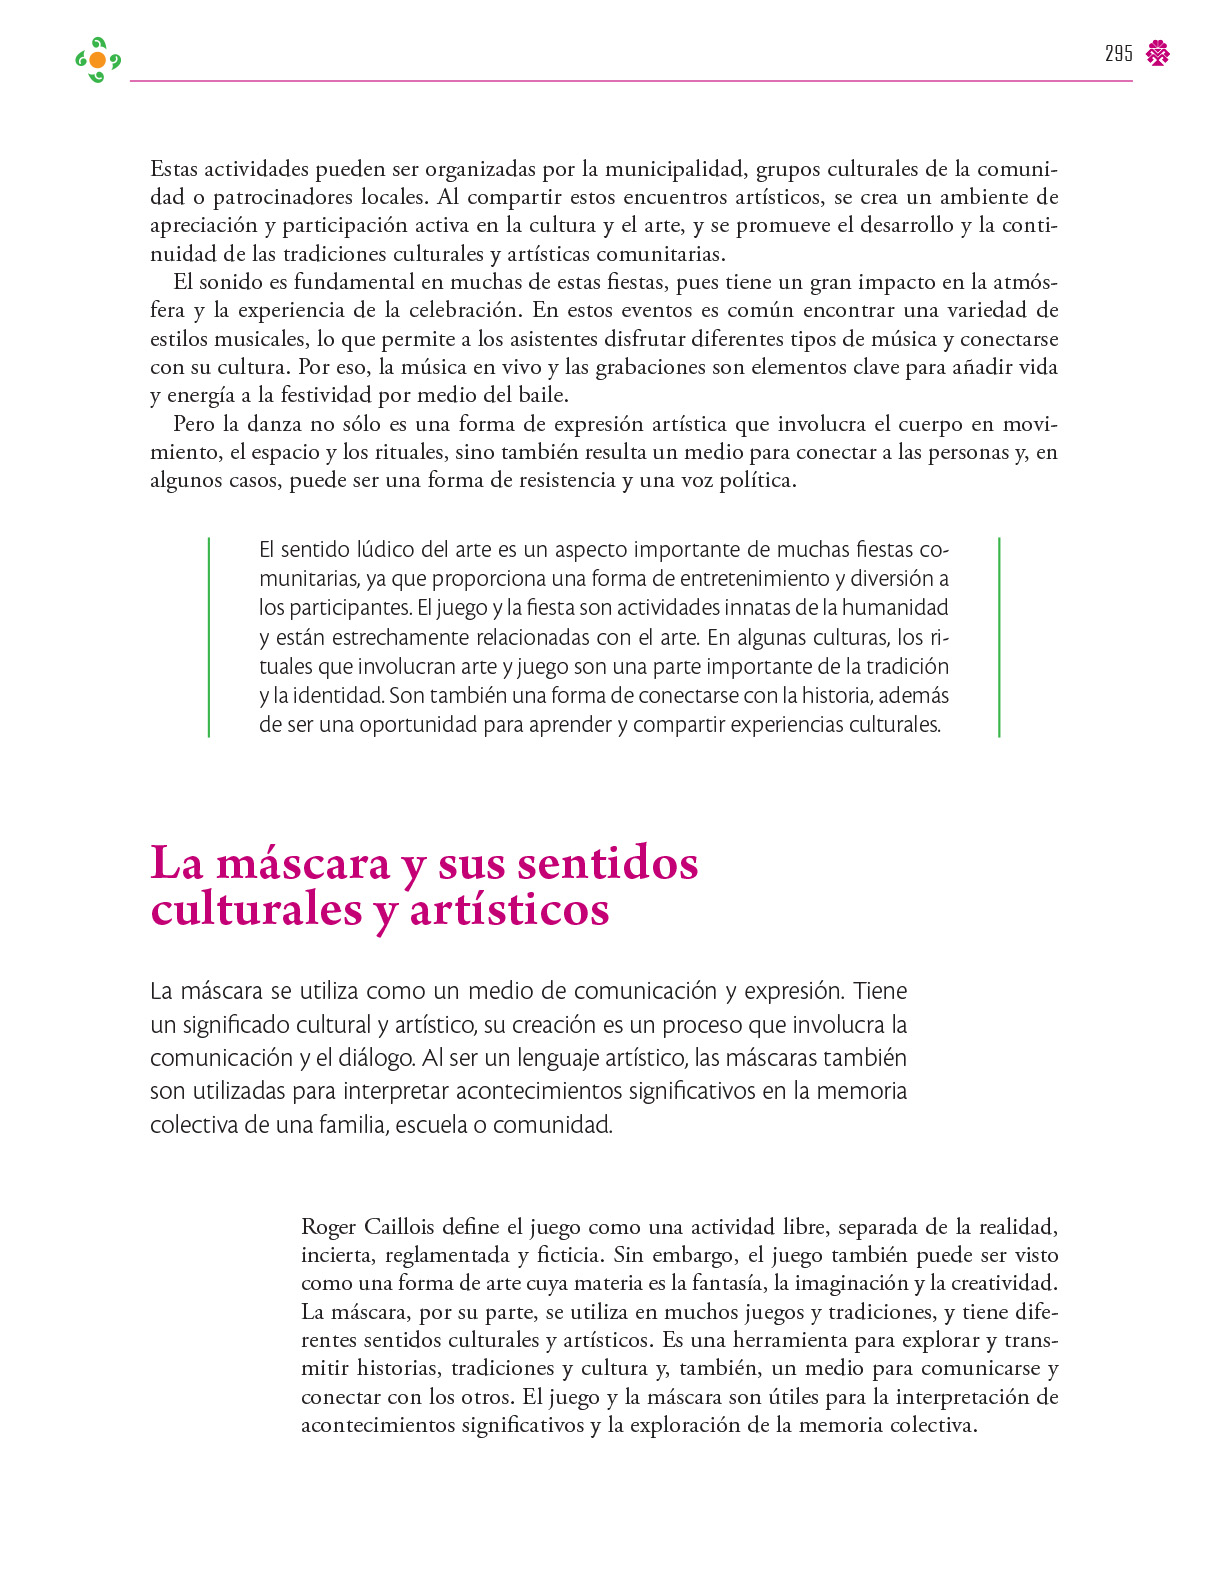 295
Estas actividades pueden ser organizadas por la municipalidad, grupos culturales de la comuni-
dad o patrocinadores locales. Al compartir estos encuentros artísticos, se crea un ambiente de
apreciación y participación activa en la cultura y el arte, y se promueve el desarrollo y la conti-
nuidad de las tradiciones culturales y artísticas comunitarias.
El sonido es fundamental en muchas de estas fiestas, pues tiene un gran impacto en la atmós-
fera y la experiencia de la celebración. En estos eventos es común encontrar una variedad de
estilos musicales, lo que permite a los asistentes disfrutar diferentes tipos de música y conectarse
con su cultura. Por eso, la música en vivo y las grabaciones son elementos clave para añadir vida
y energía a la festividad por medio del baile.
Pero la danza no sólo es una forma de expresión artística que involucra el cuerpo en movi-
miento, el espacio y los rituales, sino también resulta un medio para conectar a las personas y, en
algunos casos, puede ser una forma de resistencia y una voz política.
El sentido lúdico del arte es un aspecto importante de muchas fiestas co-
munitarias, ya que proporciona una forma de entretenimiento y diversión a
los participantes. El juego y la fiesta son actividades innatas de la humanidad
y están estrechamente relacionadas con el arte. En algunas culturas, los ri-
tuales que involucran arte y juego son una parte importante de la tradición
y la identidad. Son también una forma de conectarse con la historia, además
de ser una oportunidad para aprender y compartir experiencias culturales.
La máscara y sus sentidos
culturales y artísticos
La máscara se utiliza como un medio de comunicación y expresión. Tiene
un significado cultural y artístico, su creación es un proceso que involucra la
comunicación y el diálogo. Al ser un lenguaje artístico, las máscaras también
son utilizadas para interpretar acontecimientos significativos en la memoria
colectiva de una familia, escuela o comunidad.
Roger Caillois define el juego como una actividad libre, separada de la realidad,
incierta, reglamentada y ficticia. Sin embargo, el juego también puede ser visto
como una forma de arte cuya materia es la fantasía, la imaginación y la creatividad.
La máscara, por su parte, se utiliza en muchos juegos y tradiciones, y tiene dife-
rentes sentidos culturales y artísticos. Es una herramienta para explorar y trans-
mitir historias, tradiciones y cultura y, también, un medio para comunicarse y
conectar con los otros. El juego y la máscara son útiles para la interpretación de
acontecimientos significativos y la exploración de la memoria colectiva.